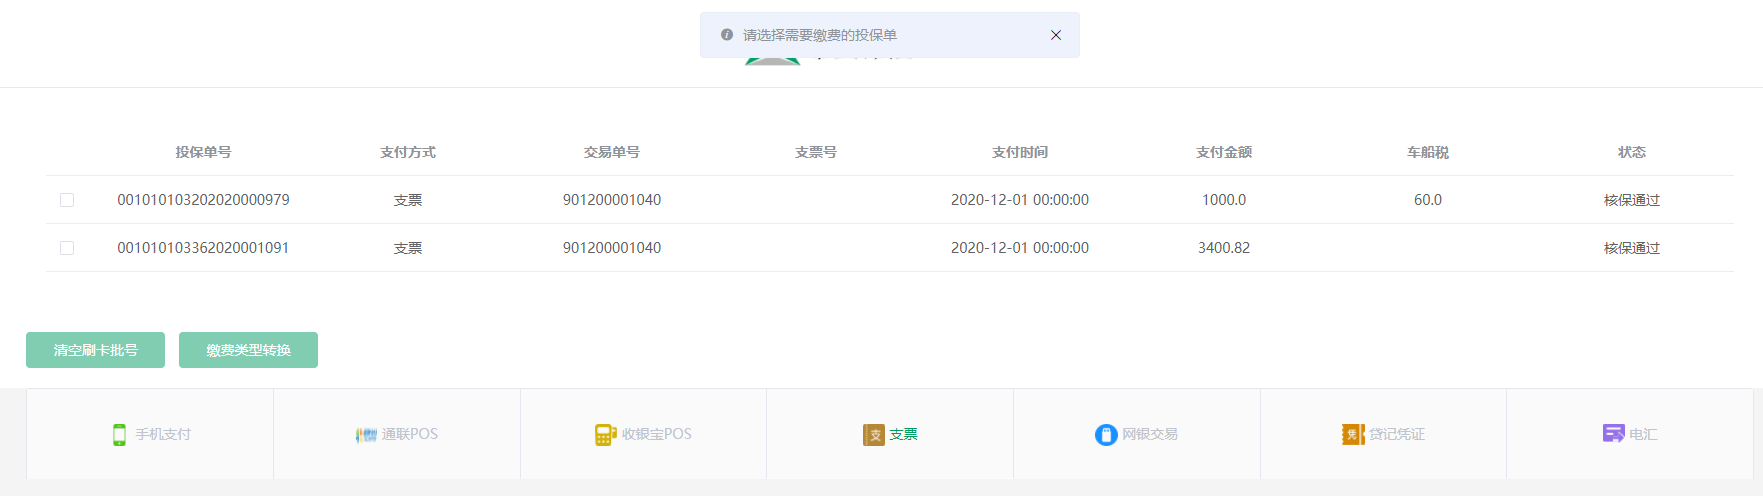 请选择需要缴费的投保单
投保单号 支付方式 交易单号 支票号 支付时间 支付金额 车船税 状态
001010103202020000979 支票 901200001040 2020-12-01 00:00:00 1000.0 60.0 核保通过
001010103362020001091 支票 901200001040 2020-12-01 00:00:00 3400.82 核保通过
清空刷卡批号 缴费类型转换
手机支付 通联POS 收银宝POS 支 支票 网银交易 凭 贷记凭证 电汇